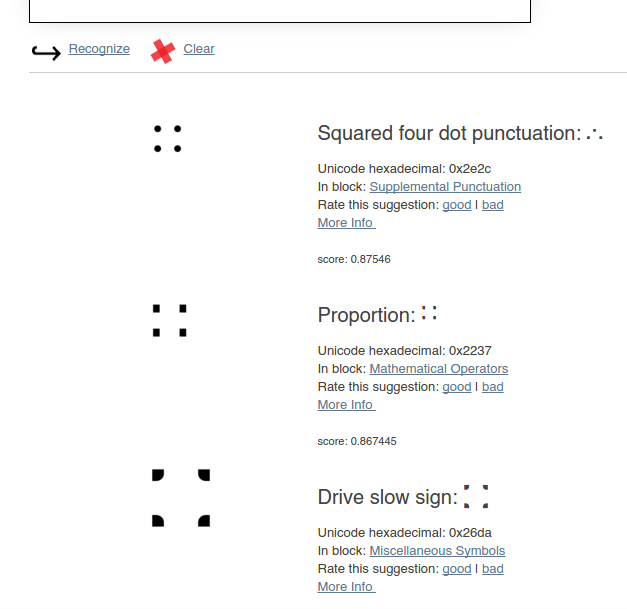 Recognize Clear
Squared four dot punctuation: ∴
Unicode hexadecimal: 0x2e2c
In block: Supplemental Punctuation
Rate this suggestion: good | bad
More Info
score: 0.87546
Proportion: ∷
Unicode hexadecimal: 0x2237
In block: Mathematical Operators
Rate this suggestion: good | bad
More Info
score: 0.867445
Drive slow sign: ⛚
Unicode hexadecimal: 0x26da
In block: Miscellaneous Symbols
Rate this suggestion: good | bad
More Info